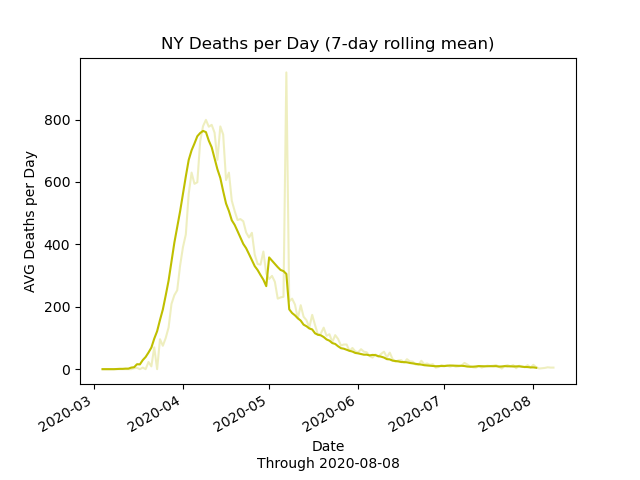 NY Deaths per Day (7-day rolling mean)
AVG Deaths per Day
800
600
400
200
0
2020-03
2020-04
2020-05
2020-06
2020-07
2020-08
Date
Through 2020-08-08